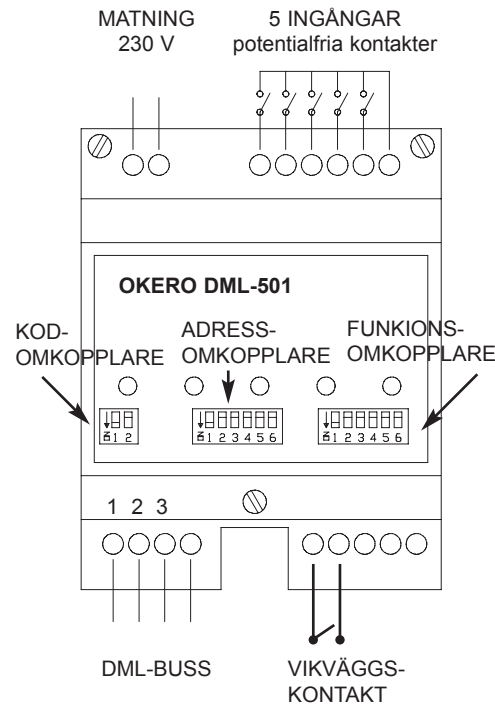 MATNING
230 V
5 INGÅNGAR
potentialfria kontakter
OKERO DML-501
KOD-
OMKOPPLARE
ADRESS-
OMKOPPLARE
FUNKIONS-
OMKOPPLARE
1 2
1 2 3 4 5 6
1 2 3 4 5 6
1 2 3
DML-BUSS
VIKVÄGGS-
KONTAKT